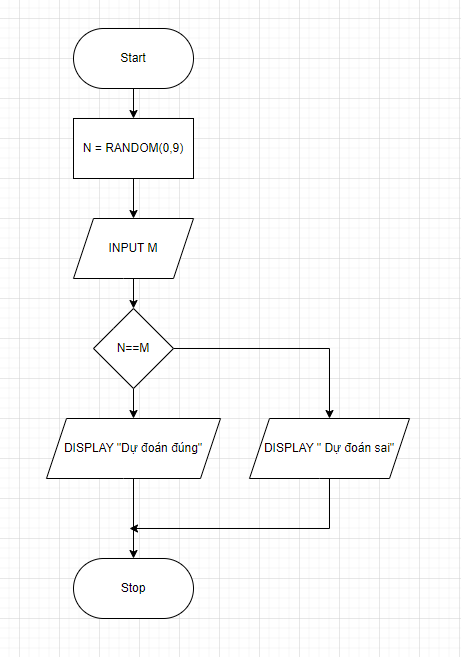 Start
N = RANDOM(0,9)
INPUT M
N==M
DISPLAY "Dự đoán đúng"
DISPLAY " Dự đoán sai"
Stop